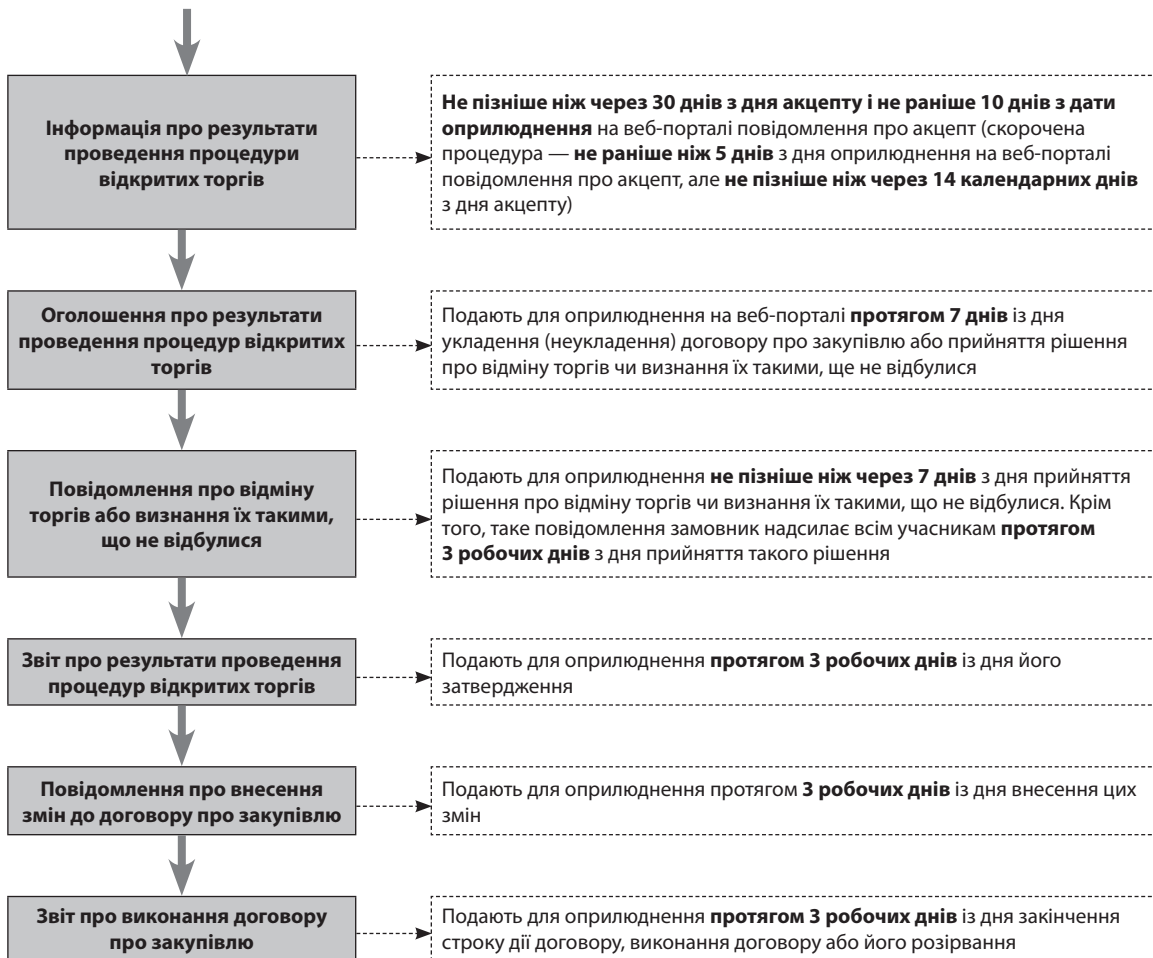 Інформація про результати
проведення процедури
відкритих торгів
Не пізніше ніж через 30 днів з дня акцепту і не раніше 10 днів з дати
оприлюднення на веб-порталі повідомлення про акцепт (скорочена
процедура — не раніше ніж 5 днів з дня оприлюднення на веб-порталі
повідомлення про акцепт, але не пізніше ніж через 14 календарних днів
з дня акцепту)
Оголошення про результати
проведення процедур відкритих
торгів
Подають для оприлюднення на веб-порталі протягом 7 днів із дня
укладення (неукладення) договору про закупівлю або прийняття рішення
про відміну торгів чи визнання їх такими, ще не відбулися
Повідомлення про відміну
торгів або визнання їх такими,
що не відбулися
Подають для оприлюднення не пізніше ніж через 7 днів з дня прийняття
рішення про відміну торгів чи визнання їх такими, що не відбулися. Крім
того, таке повідомлення замовник надсилає всім учасникам протягом
3 робочих днів з дня прийняття такого рішення
Звіт про результати проведення
процедур відкритих торгів
Подають для оприлюднення протягом 3 робочих днів із дня його
затвердження
Повідомлення про внесення
змін до договору про закупівлю
Подають для оприлюднення протягом 3 робочих днів із дня внесення цих
змін
Звіт про виконання договору
про закупівлю
Подають для оприлюднення протягом 3 робочих днів із дня закінчення
строку дії договору, виконання договору або його розірвання